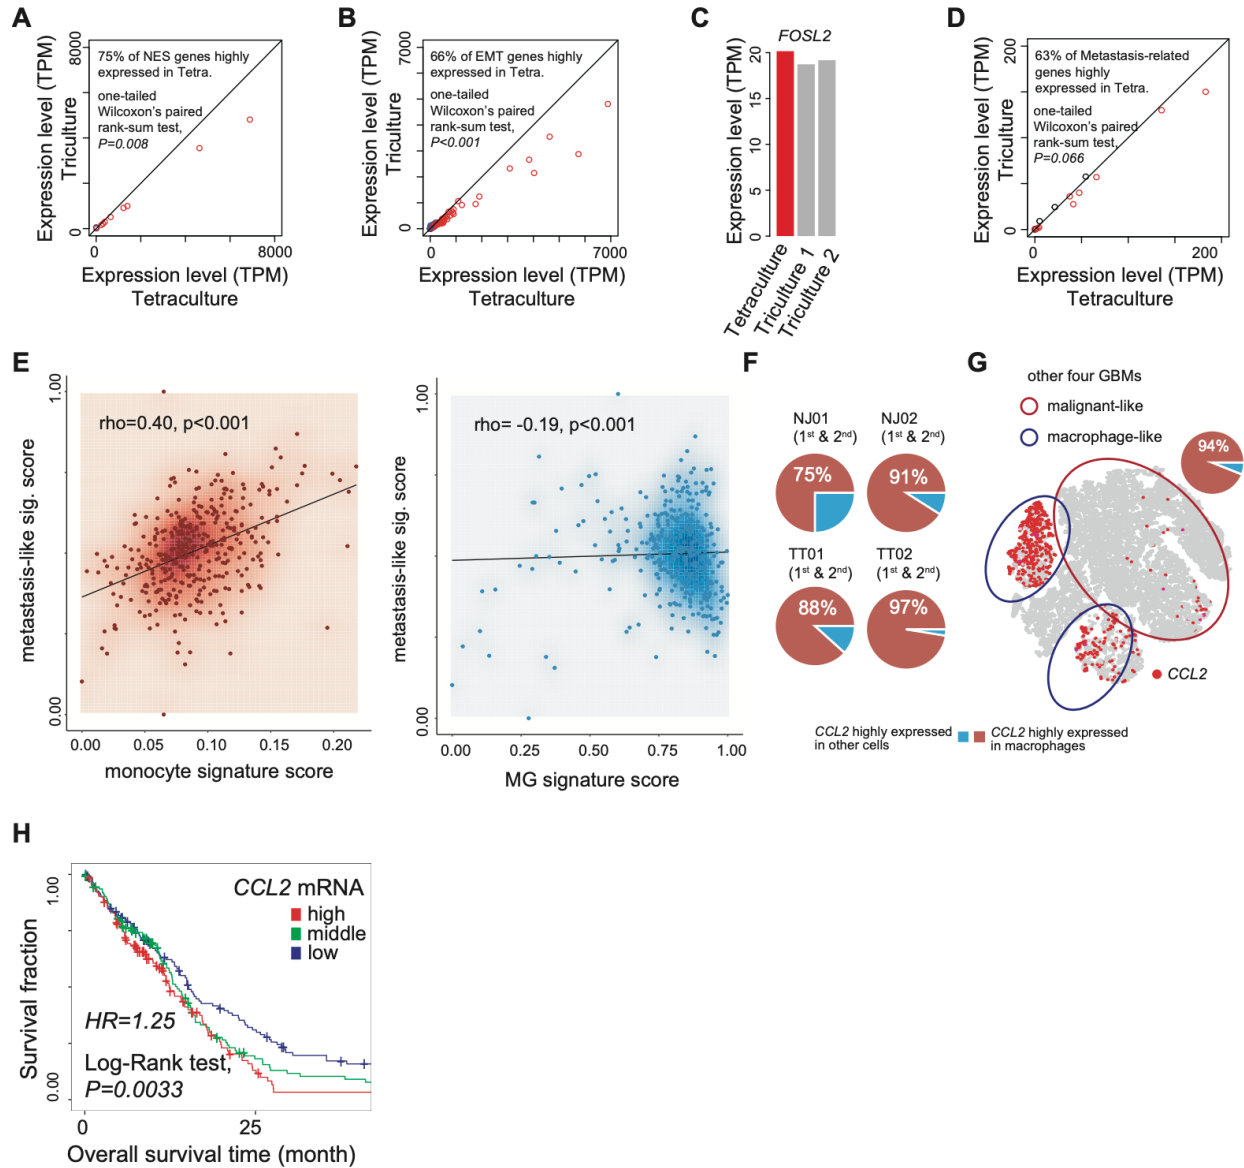 A
Expression level (TPM)
Triculture
8000
0
75% of NES genes highly
expressed in Tetra.
one-tailed
Wilcoxon's paired
rank-sum test,
P=0.008
0
8000
Expression level (TPM)
Tetraculture
B
Expression level (TPM)
Triculture
7000
0
66% of EMT genes highly
expressed in Tetra.
one-tailed
Wilcoxon's paired
rank-sum test,
P<0.001
0
7000
Expression level (TPM)
Tetraculture
C
FOSL2
Expression level (TPM)
20
15
10
5
0
Tetraculture
Triculture 1
Triculture 2
D
Expression level (TPM)
Triculture
200
0
63% of Metastasis-related
genes highly
expressed in Tetra.
one-tailed
Wilcoxon's paired
rank-sum test,
P=0.066
0
200
Expression level (TPM)
Tetraculture
E
metastasis-like sig. score
1.00
0.00
rho=0.40, p<0.001
0.00
0.05
0.10
0.15
0.20
monocyte signature score
metastasis-like sig. score
1.00
0.00
rho= -0.19, p<0.001
0.00
0.25
0.50
0.75
1.00
MG signature score
F
NJ01
(1st & 2nd)
75%
NJ02
(1st & 2nd)
91%
TT01
(1st & 2nd)
88%
TT02
(1st & 2nd)
97%
CCL2 highly expressed
in other cells
CCL2 highly expressed
in macrophages
G
other four GBMs
malignant-like
macrophage-like
94%
CCL2
H
Survival fraction
1.00
0.00
CCL2 mRNA
high
middle
low
HR=1.25
Log-Rank test,
P=0.0033
0
25
Overall survival time (month)